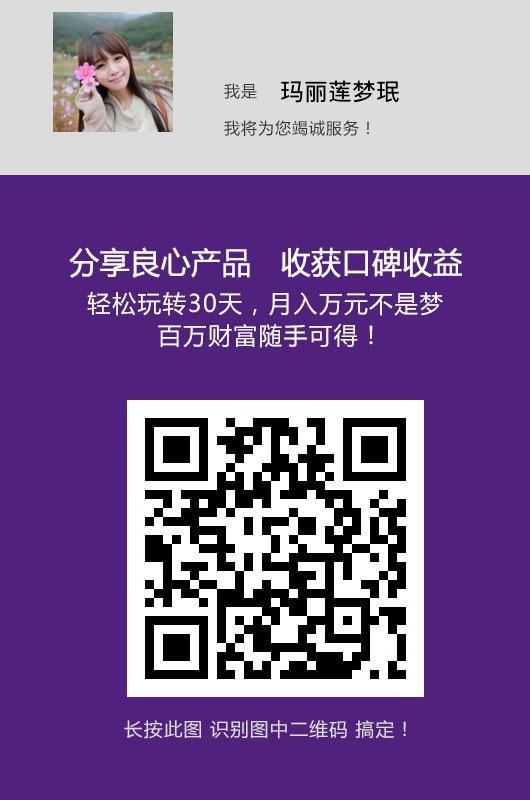 我是 玛丽莲梦珉
我将为您竭诚服务！
分享良心产品 收获口碑收益
轻松玩转30天，月入万元不是梦
百万财富随手可得！
长按此图 识别图中二维码 搞定！